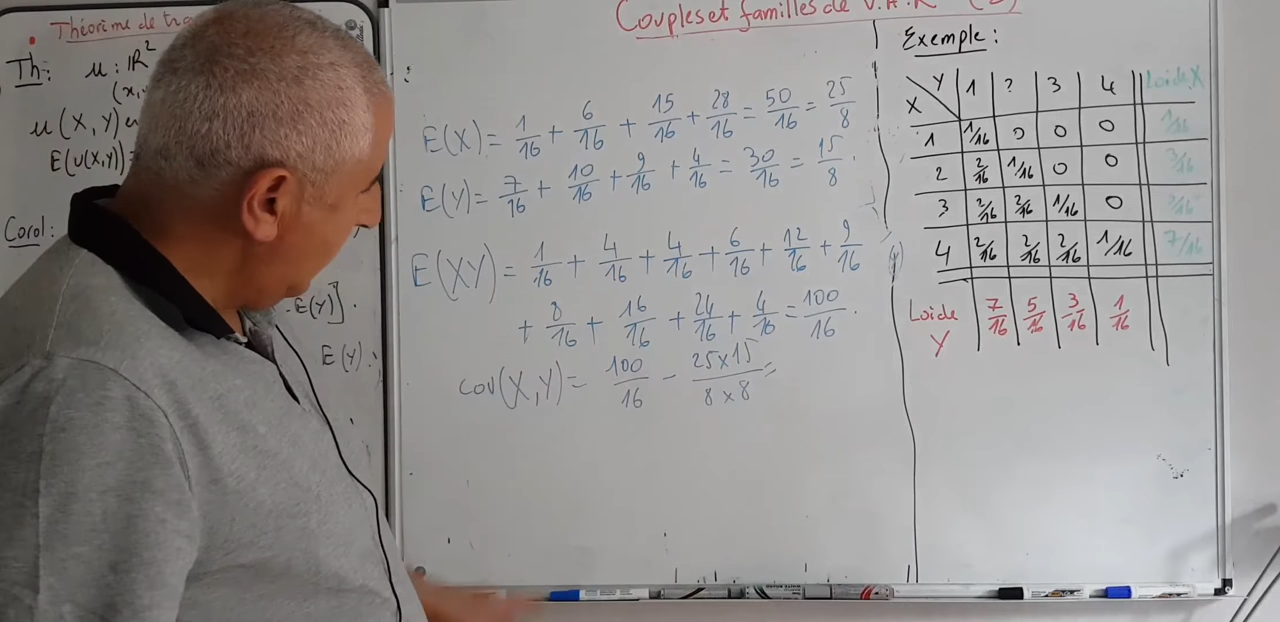 Théorème de tra
Th: u : ℝ²
(x,
u(X,Y) en
E(u(X,Y))=
Corol:
- E(Y)].
E(Y).
Couples et familles de V.A.R (2)
E(X) = 1/16 + 6/16 + 15/16 + 28/16 = 50/16 = 25/8
E(Y) = 7/16 + 10/16 + 9/16 + 4/16 = 30/16 = 15/8.
E(XY) = 1/16 + 4/16 + 4/16 + 6/16 + 12/16 + 9/16
+ 8/16 + 16/16 + 24/16 + 4/16 = 100/16.
cov(X,Y) = 100/16 - 25×15/8×8 =
Exemple:
X Y 1 2 3 4 Loi de X
1 1/16 0 0 0 1/16
2 2/16 1/16 0 0 3/16
3 2/16 2/16 1/16 0 5/16
4 2/16 2/16 2/16 1/16 7/16
Loi de Y 7/16 5/16 3/16 1/16